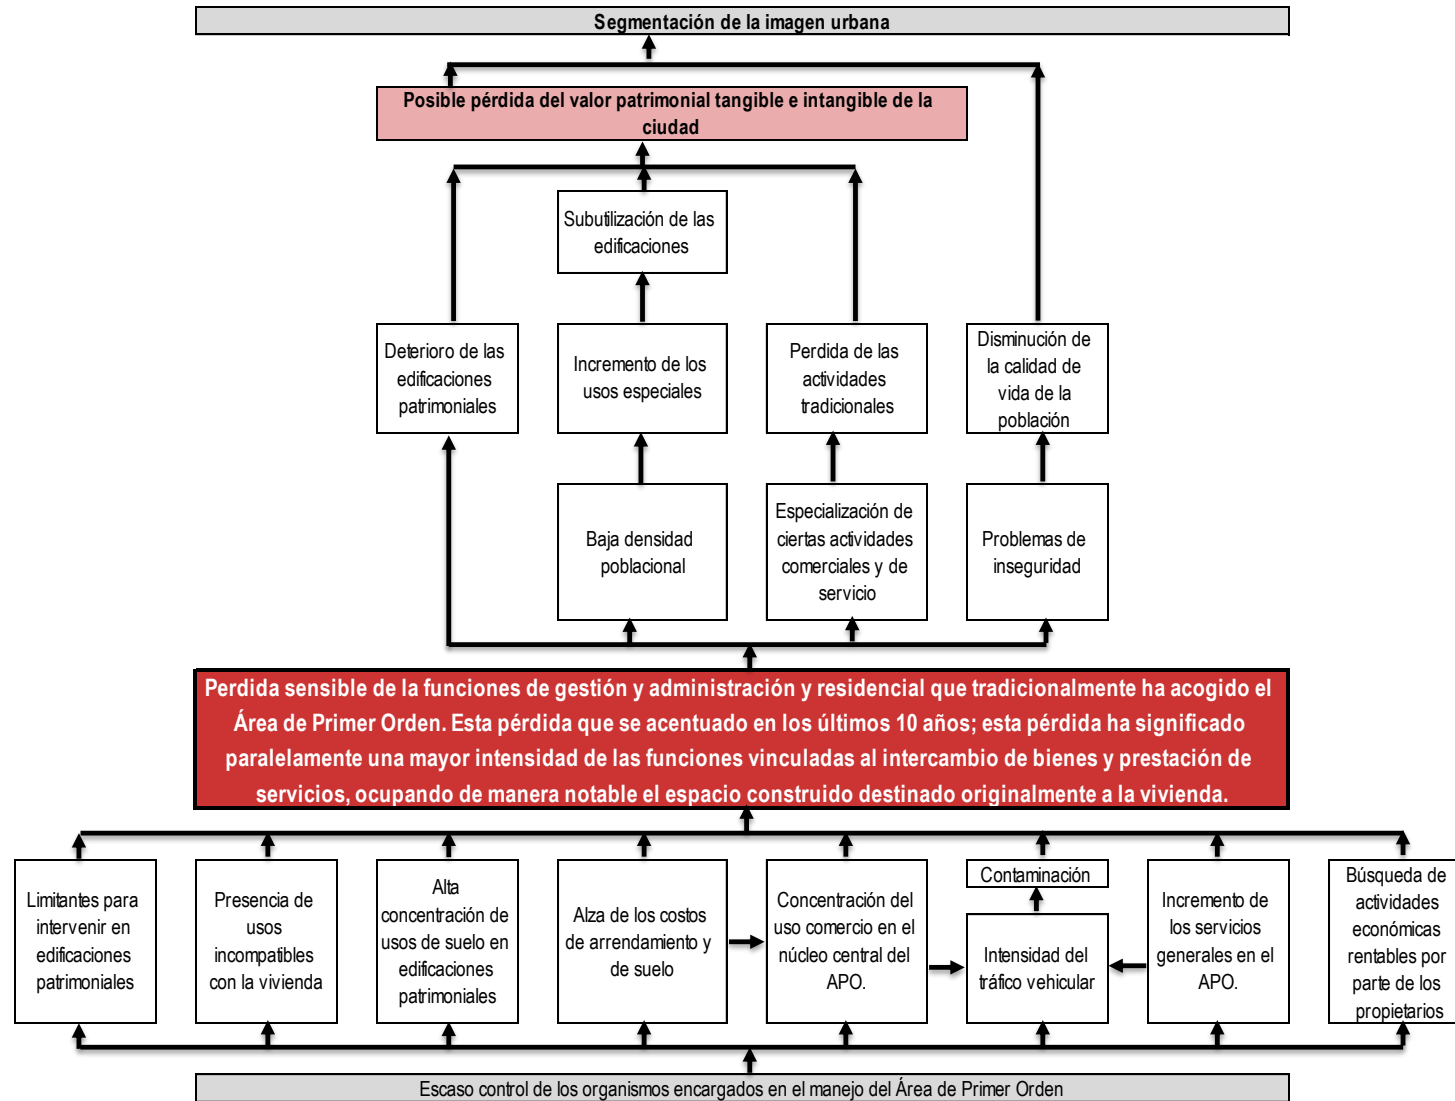 Segmentación de la imagen urbana
Posible pérdida del valor patrimonial tangible e intangible de la
ciudad
Subutilización de las
edificaciones
Deterioro de las
edificaciones
patrimoniales
Incremento de los
usos especiales
Perdida de las
actividades
tradicionales
Disminución de
la calidad de
vida de la
población
Baja densidad
poblacional
Especialización de
ciertas actividades
comerciales y de
servicio
Problemas de
inseguridad
Perdida sensible de la funciones de gestión y administración y residencial que tradicionalmente ha acogido el
Área de Primer Orden. Esta pérdida que se acentuado en los últimos 10 años; esta pérdida ha significado
paralelamente una mayor intensidad de las funciones vinculadas al intercambio de bienes y prestación de
servicios, ocupando de manera notable el espacio construido destinado originalmente a la vivienda.
Limitantes para
intervenir en
edificaciones
patrimoniales
Presencia de
usos
incompatibles
con la vivienda
Alta
concentración de
usos de suelo en
edificaciones
patrimoniales
Alza de los costos
de arrendamiento y
de suelo
Concentración del
uso comercio en el
núcleo central del
APO.
Contaminación
Intensidad del
tráfico vehicular
Incremento de
los servicios
generales en el
APO.
Búsqueda de
actividades
económicas
rentables por
parte de los
propietarios
Escaso control de los organismos encargados en el manejo del Área de Primer Orden